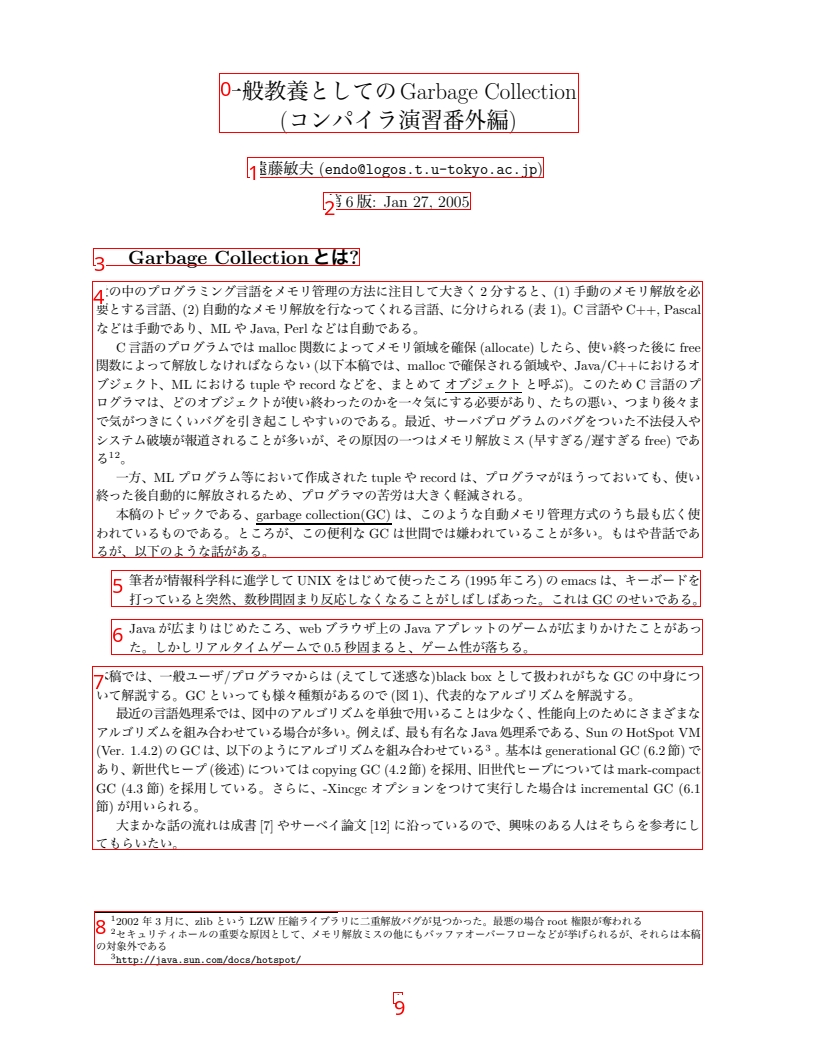 0 一般教養としての Garbage Collection
(コンパイラ演習番外編)
1 遠藤敏夫 (endo@logos.t.u-tokyo.ac.jp)
2 第 6 版: Jan 27, 2005
3 Garbage Collection とは?
4 の中のプログラミング言語をメモリ管理の方法に注目して大きく 2 分すると、(1) 手動のメモリ解放を必
要とする言語、(2) 自動的なメモリ解放を行なってくれる言語、に分けられる (表 1)。C 言語や C++, Pascal
などは手動であり、ML や Java, Perl などは自動である。
C 言語のプログラムでは malloc 関数によってメモリ領域を確保 (allocate) したら、使い終った後に free
関数によって解放しなければならない (以下本稿では、malloc で確保される領域や、Java/C++におけるオ
ブジェクト、ML における tuple や record などを、まとめて オブジェクト と呼ぶ)。このため C 言語のプ
ログラマは、どのオブジェクトが使い終わったのかを一々気にする必要があり、たちの悪い、つまり後々ま
で気がつきにくいバグを引き起こしやすいのである。最近、サーバプログラムのバグをついた不法侵入や
システム破壊が報道されることが多いが、その原因の一つはメモリ解放ミス (早すぎる/遅すぎる free) であ
る12。
一方、ML プログラム等において作成された tuple や record は、プログラマがほうっておいても、使い
終った後自動的に解放されるため、プログラマの苦労は大きく軽減される。
本稿のトピックである、garbage collection(GC) は、このような自動メモリ管理方式のうち最も広く使
われているものである。ところが、この便利な GC は世間では嫌われていることが多い。もはや昔話であ
るが、以下のような話がある。
5 筆者が情報科学科に進学して UNIX をはじめて使ったころ (1995 年ころ) の emacs は、キーボードを
打っていると突然、数秒間固まり反応しなくなることがしばしばあった。これは GC のせいである。
6 Java が広まりはじめたころ、web ブラウザ上の Java アプレットのゲームが広まりかけたことがあっ
た。しかしリアルタイムゲームで 0.5 秒固まると、ゲーム性が落ちる。
7 稿では、一般ユーザ/プログラマからは (えてして迷惑な)black box として扱われがちな GC の中身につ
いて解説する。GC といっても様々種類があるので (図 1)、代表的なアルゴリズムを解説する。
最近の言語処理系では、図中のアルゴリズムを単独で用いることは少なく、性能向上のためにさまざまな
アルゴリズムを組み合わせている場合が多い。例えば、最も有名な Java 処理系である、Sun の HotSpot VM
(Ver. 1.4.2) の GC は、以下のようにアルゴリズムを組み合わせている3 。基本は generational GC (6.2 節) で
あり、新世代ヒープ (後述) については copying GC (4.2 節) を採用、旧世代ヒープについては mark-compact
GC (4.3 節) を採用している。さらに、-Xincgc オプションをつけて実行した場合は incremental GC (6.1
節) が用いられる。
大まかな話の流れは成書 [7] やサーベイ論文 [12] に沿っているので、興味のある人はそちらを参考にし
てもらいたい。
8 12002 年 3 月に、zlib という LZW 圧縮ライブラリに二重解放バグが見つかった。最悪の場合 root 権限が奪われる
2セキュリティホールの重要な原因として、メモリ解放ミスの他にもバッファオーバーフローなどが挙げられるが、それらは本稿
の対象外である
3http://java.sun.com/docs/hotspot/
9